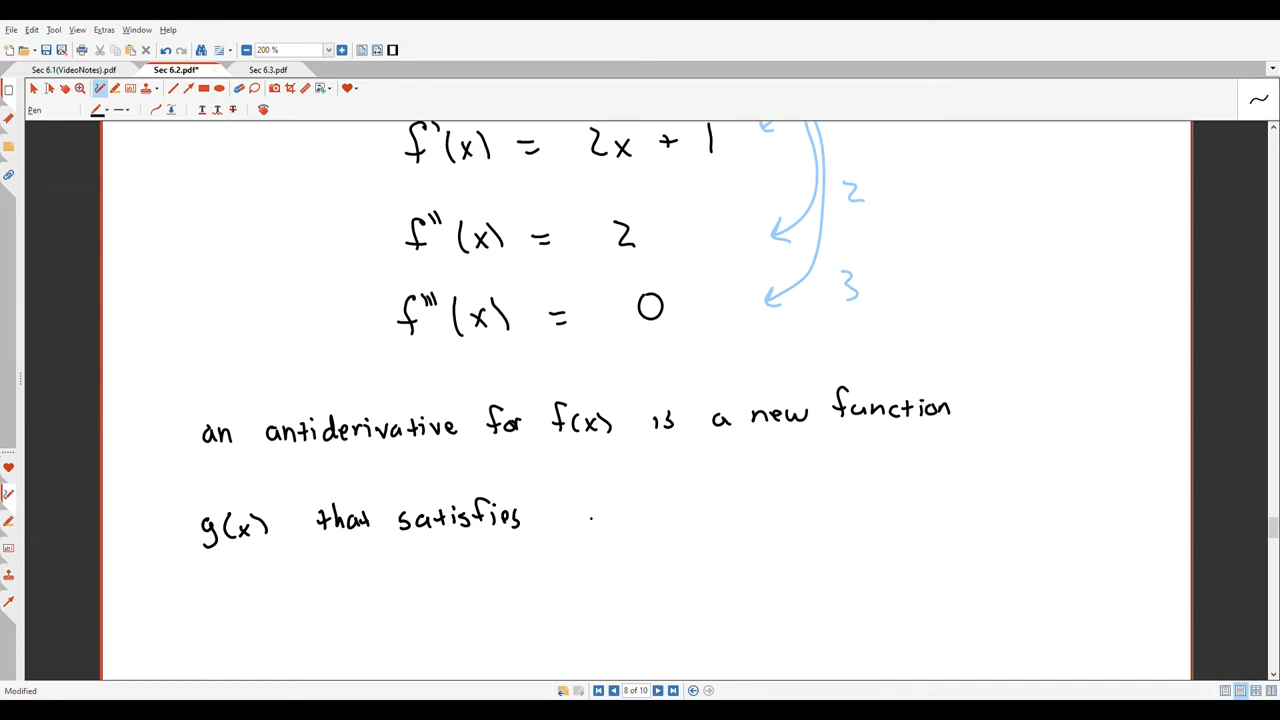 File Edit Tool View Extras Window Help
200 %
Sec 6.1(VideoNotes).pdf Sec 6.2.pdf* Sec 6.3.pdf
Pen
f'(x) = 2x + 1
2
f''(x) = 2
3
f'''(x) = 0
an antiderivative for f(x) is a new function
g(x) that satisfies
Modified
8 of 10